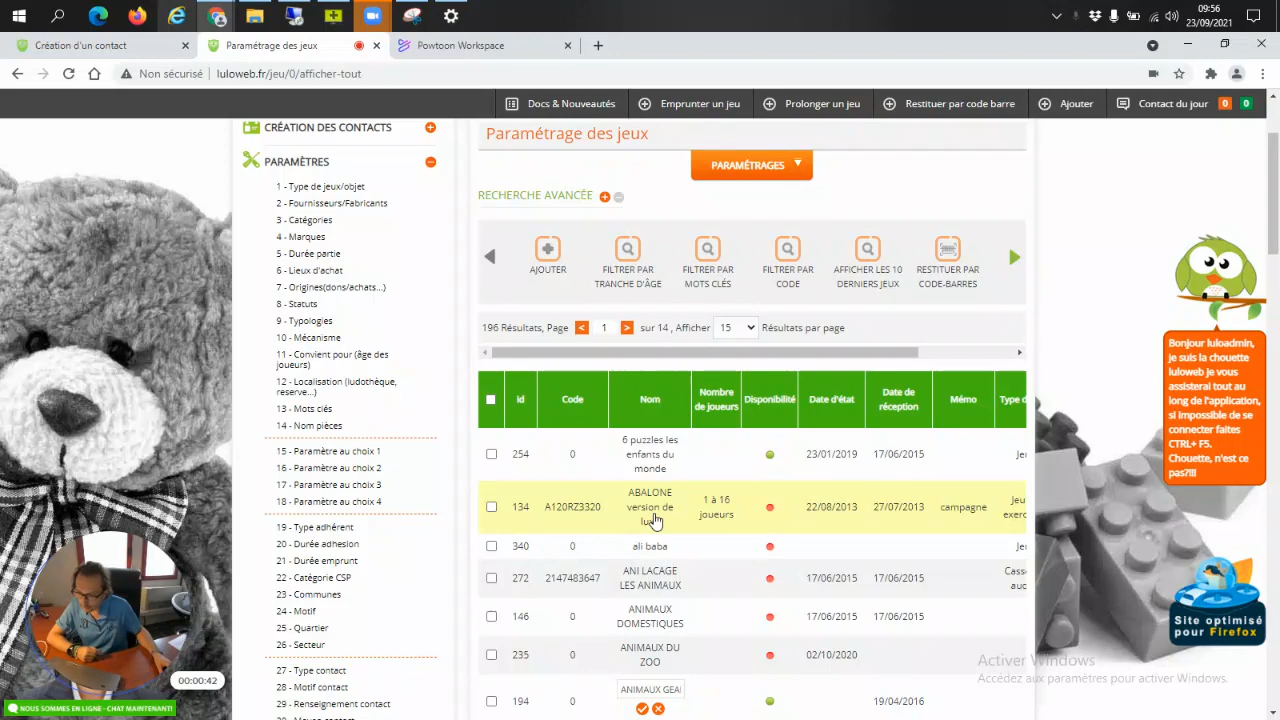 09:56
23/09/2021
Création d'un contact
Paramétrage des jeux
Powtoon Workspace
Non sécurisé
luloweb.fr/jeu/0/afficher-tout
Docs & Nouveautés
Emprunter un jeu
Prolonger un jeu
Restituer par code barre
Ajouter
Contact du jour
0
0
CRÉATION DES CONTACTS
PARAMÈTRES
1 - Type de jeux/objet
2 - Fournisseurs/Fabricants
3 - Catégories
4 - Marques
5 - Durée partie
6 - Lieux d'achat
7 - Origines(dons/achats...)
8 - Statuts
9 - Typologies
10 - Mécanisme
11 - Convient pour (âge des
joueurs)
12 - Localisation (ludothèque,
reserve...)
13 - Mots clés
14 - Nom pièces
15 - Paramètre au choix 1
16 - Paramètre au choix 2
17 - Paramètre au choix 3
18 - Paramètre au choix 4
19 - Type adhérent
20 - Durée adhesion
21 - Durée emprunt
22 - Catégorie CSP
23 - Communes
24 - Motif
25 - Quartier
26 - Secteur
27 - Type contact
28 - Motif contact
29 - Renseignement contact
Paramétrage des jeux
PARAMÉTRAGES
RECHERCHE AVANCÉE
AJOUTER
FILTRER PAR
TRANCHE D'ÂGE
FILTRER PAR
MOTS CLÉS
FILTRER PAR
CODE
AFFICHER LES 10
DERNIERS JEUX
RESTITUER PAR
CODE-BARRES
196 Résultats, Page < 1 > sur 14 , Afficher 15 Résultats par page
Id
Code
Nom
Nombre
de joueurs
Disponibilité
Date d'état
Date de
réception
Mémo
254
0
6 puzzles les
enfants du
monde
23/01/2019
17/06/2015
134
A120RZ3320
ABALONE
version de
1 à 16
joueurs
22/08/2013
27/07/2013
campagne
340
0
ali baba
272
2147483647
ANI LACAGE
LES ANIMAUX
17/06/2015
17/06/2015
146
0
ANIMAUX
DOMESTIQUES
17/06/2015
17/06/2015
235
0
ANIMAUX DU
ZOO
02/10/2020
194
0
ANIMAUX GEAI
19/04/2016
Bonjour luloadmin,
je suis la chouette
luloweb je vous
assisterai tout au
long de l'application,
si impossible de se
connecter faites
CTRL+ F5.
Chouette, n'est ce
pas?!!!
Site optimisé
pour Firefox
Activer Windows
Accédez aux paramètres pour activer Windows.
00:00:42
NOUS SOMMES EN LIGNE - CHAT MAINTENANT!